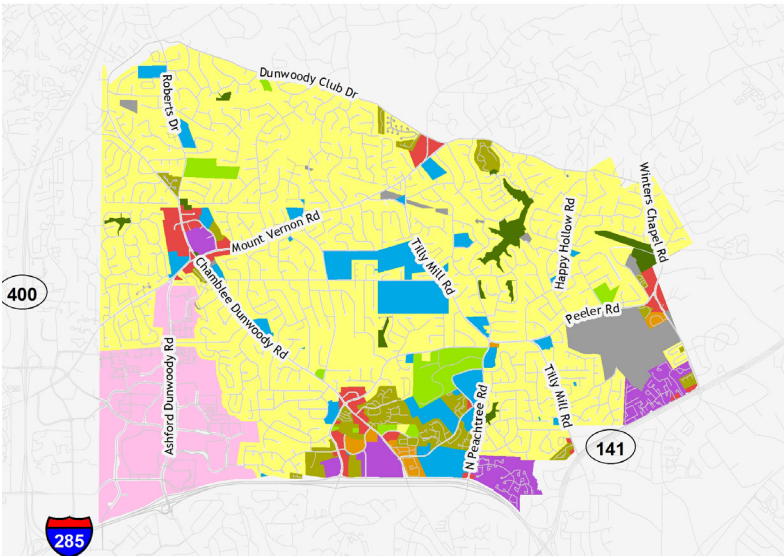 Dunwoody Club Dr
Roberts Dr
Winters Chapel Rd
Happy Hollow Rd
Mount Vernon Rd
Tilly Mill Rd
Chamblee Dunwoody Rd
400
Peeler Rd
Ashford Dunwoody Rd
Tilly Mill Rd
N Peachtree Rd
141
285